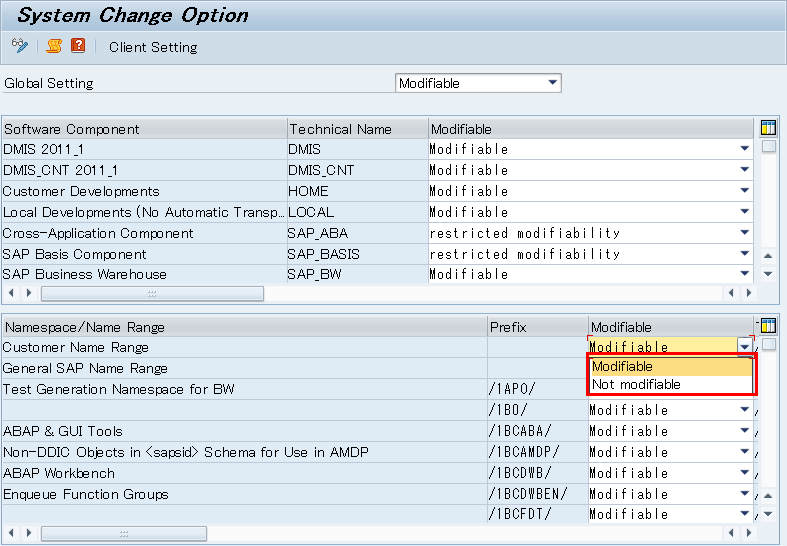 System Change Option
Client Setting
Global Setting Modifiable
Software Component Technical Name Modifiable
DMIS 2011_1 DMIS Modifiable
DMIS_CNT 2011_1 DMIS_CNT Modifiable
Customer Developments HOME Modifiable
Local Developments (No Automatic Transp... LOCAL Modifiable
Cross-Application Component SAP_ABA restricted modifiability
SAP Basis Component SAP_BASIS restricted modifiability
SAP Business Warehouse SAP_BW Modifiable
Namespace/Name Range Prefix Modifiable
Customer Name Range Modifiable
General SAP Name Range Modifiable
Not modifiable
Test Generation Namespace for BW /1APO/
/1BO/ Modifiable
ABAP & GUI Tools /1BCABA/ Modifiable
Non-DDIC Objects in <sapsid> Schema for Use in AMDP /1BCAMDP/ Modifiable
ABAP Workbench /1BCDWB/ Modifiable
Enqueue Function Groups /1BCDWBEN/ Modifiable
/1BCFDT/ Modifiable